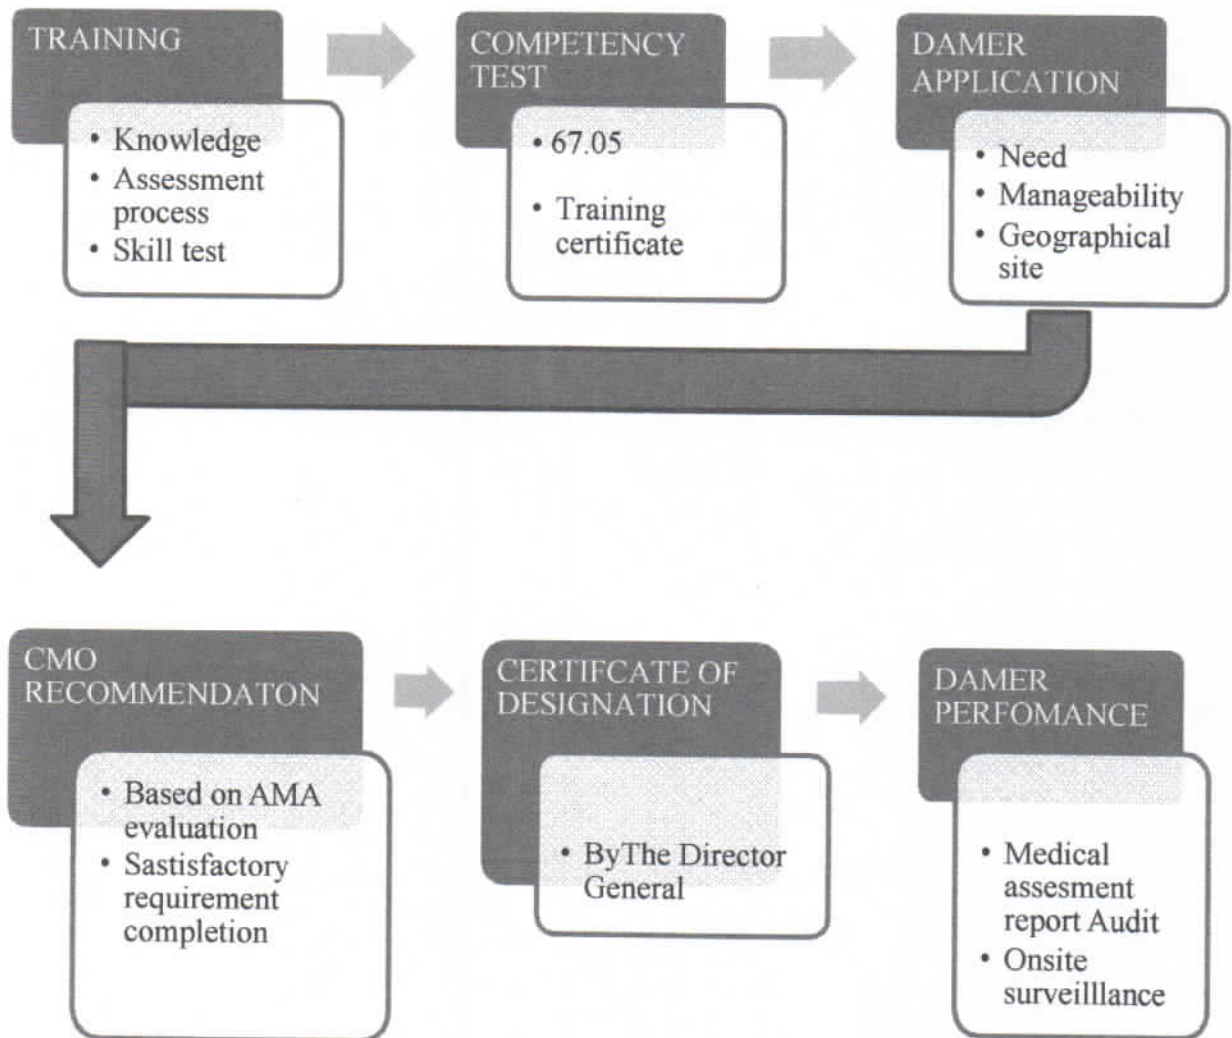 TRAINING
• Knowledge
• Assessment
process
• Skill test
COMPETENCY
TEST
• 67.05
• Training
certificate
DAMER
APPLICATION
• Need
• Manageability
• Geographical
site
CMO
RECOMMENDATON
• Based on AMA
evaluation
• Sastisfactory
requirement
completion
CERTIFCATE OF
DESIGNATION
• ByThe Director
General
DAMER
PERFOMANCE
• Medical
assesment
report Audit
• Onsite
surveilllance